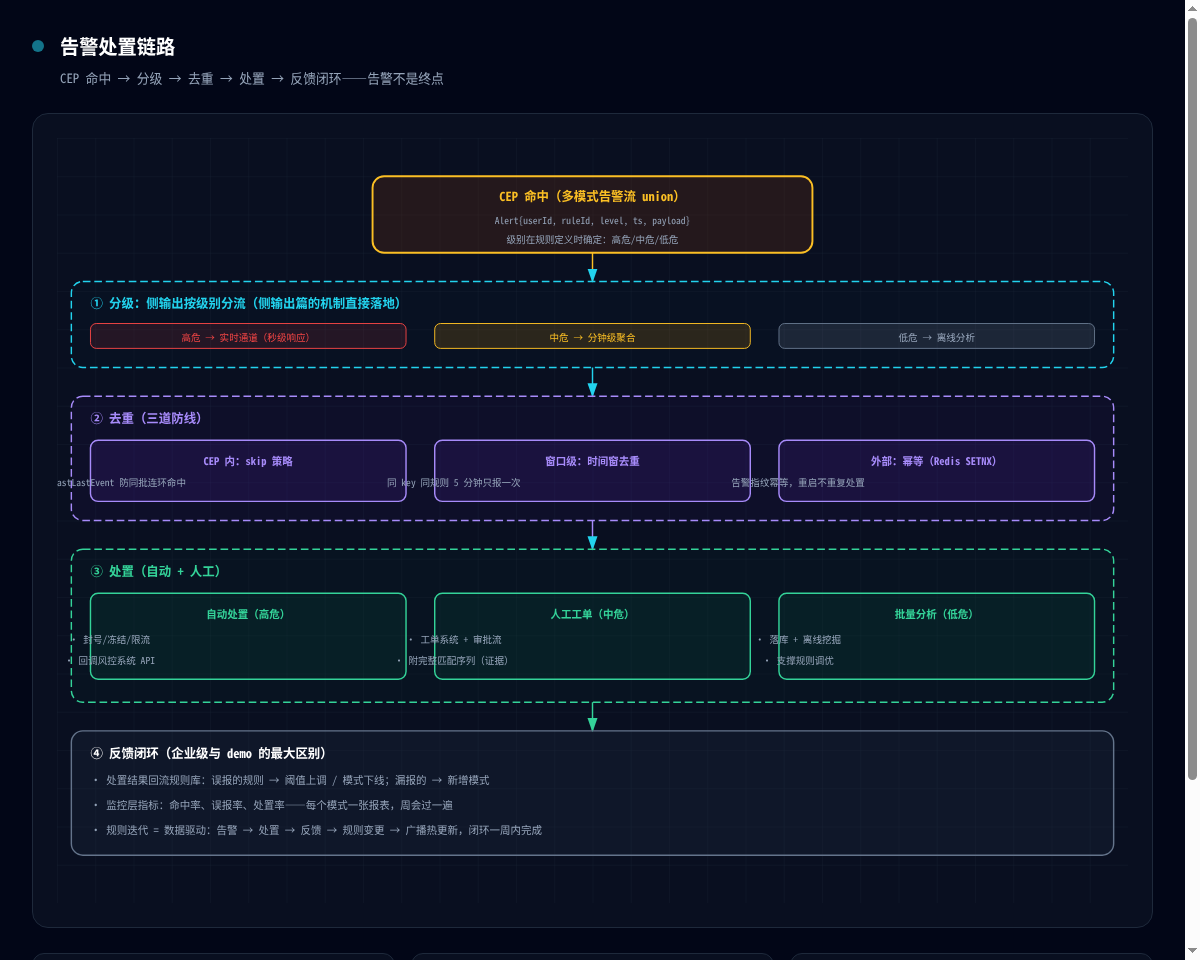 告警处置链路
CEP 命中 → 分级 → 去重 → 处置 → 反馈闭环——告警不是终点
CEP 命中（多模式告警流 union）
Alert{userId, ruleId, level, ts, payload}
级别在规则定义时确定：高危/中危/低危
① 分级：侧输出按级别分流（侧输出篇的机制直接落地）
高危 → 实时通道（秒级响应）
中危 → 分钟级聚合
低危 → 离线分析
② 去重（三道防线）
CEP 内：skip 策略
astLastEvent 防同批连环命中
窗口级：时间窗去重
同 key 同规则 5 分钟只报一次
外部：幂等（Redis SETNX）
告警指纹幂等，重启不重复处置
③ 处置（自动 + 人工）
自动处置（高危）
• 封号/冻结/限流
• 回调风控系统 API
人工工单（中危）
• 工单系统 + 审批流
• 附完整匹配序列（证据）
批量分析（低危）
• 落库 + 离线挖掘
• 支撑规则调优
④ 反馈闭环（企业级与 demo 的最大区别）
• 处置结果回流规则库：误报的规则 → 阈值上调 / 模式下线；漏报的 → 新增模式
• 监控层指标：命中率、误报率、处置率——每个模式一张报表，周会过一遍
• 规则迭代 = 数据驱动：告警 → 处置 → 反馈 → 规则变更 → 广播热更新，闭环一周内完成